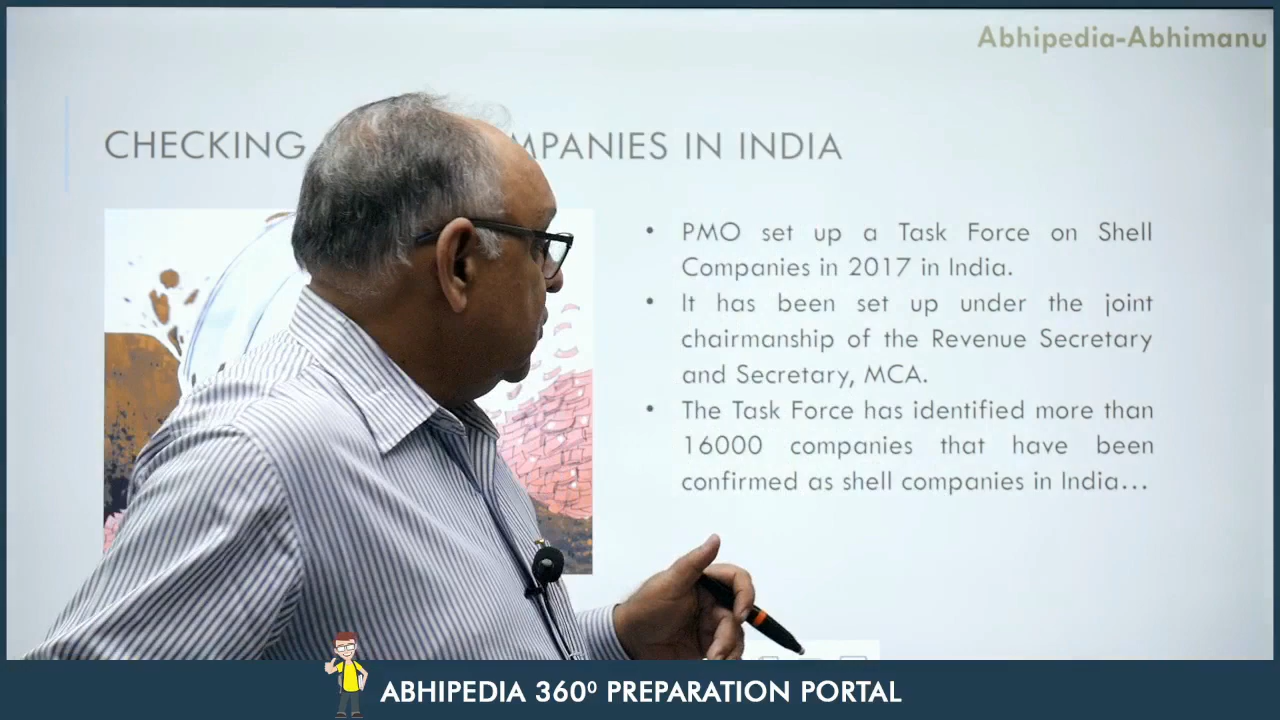 Abhipedia-Abhimanu
CHECKING MPANIES IN INDIA
• PMO set up a Task Force on Shell
Companies in 2017 in India.
• It has been set up under the joint
chairmanship of the Revenue Secretary
and Secretary, MCA.
• The Task Force has identified more than
16000 companies that have been
confirmed as shell companies in India…
ABHIPEDIA 360⁰ PREPARATION PORTAL